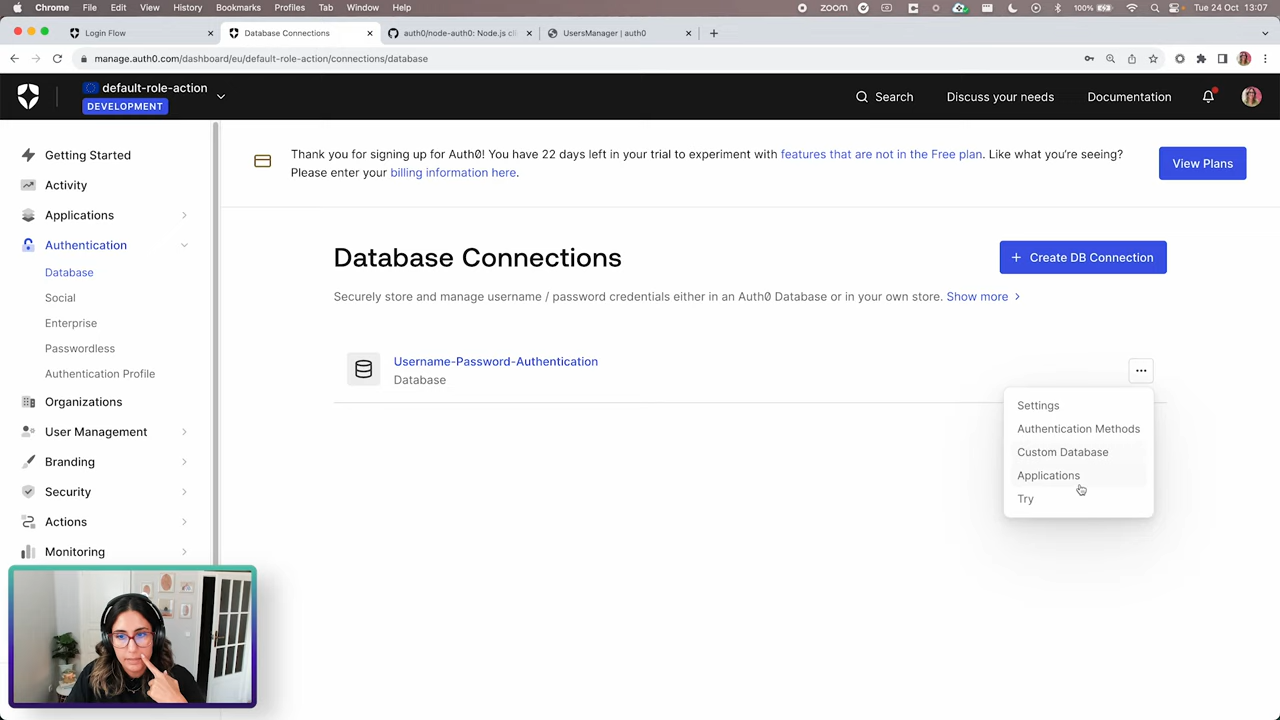 Chrome File Edit View History Bookmarks Profiles Tab Window Help
zoom 100% Tue 24 Oct 13:07
Login Flow
Database Connections
auth0/node-auth0: Node.js cli
UsersManager | auth0
manage.auth0.com/dashboard/eu/default-role-action/connections/database
default-role-action
DEVELOPMENT
Search
Discuss your needs
Documentation
Getting Started
Activity
Applications
Authentication
Database
Social
Enterprise
Passwordless
Authentication Profile
Organizations
User Management
Branding
Security
Actions
Monitoring
Thank you for signing up for Auth0! You have 22 days left in your trial to experiment with features that are not in the Free plan. Like what you're seeing?
Please enter your billing information here.
View Plans
Database Connections
+ Create DB Connection
Securely store and manage username / password credentials either in an Auth0 Database or in your own store. Show more >
Username-Password-Authentication
Database
...
Settings
Authentication Methods
Custom Database
Applications
Try